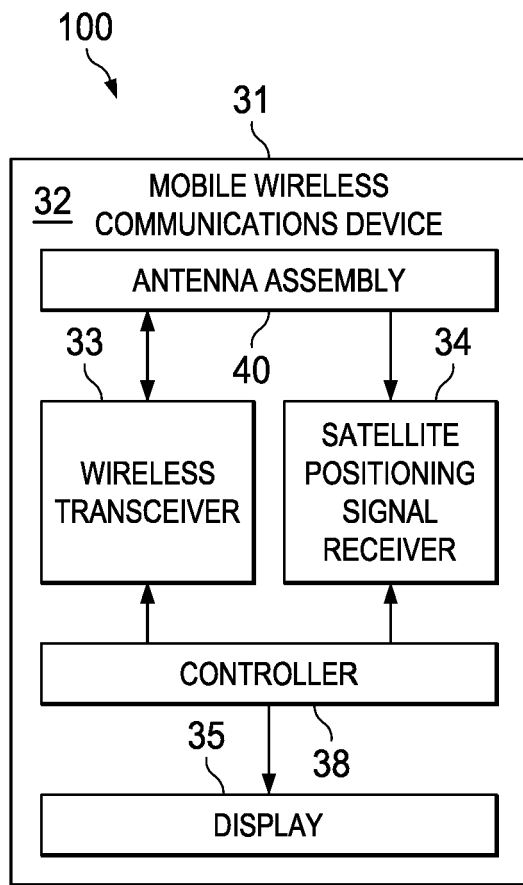 100
31
32
MOBILE WIRELESS
COMMUNICATIONS DEVICE
ANTENNA ASSEMBLY
33
40
34
WIRELESS
TRANSCEIVER
SATELLITE
POSITIONING
SIGNAL
RECEIVER
CONTROLLER
35
38
DISPLAY